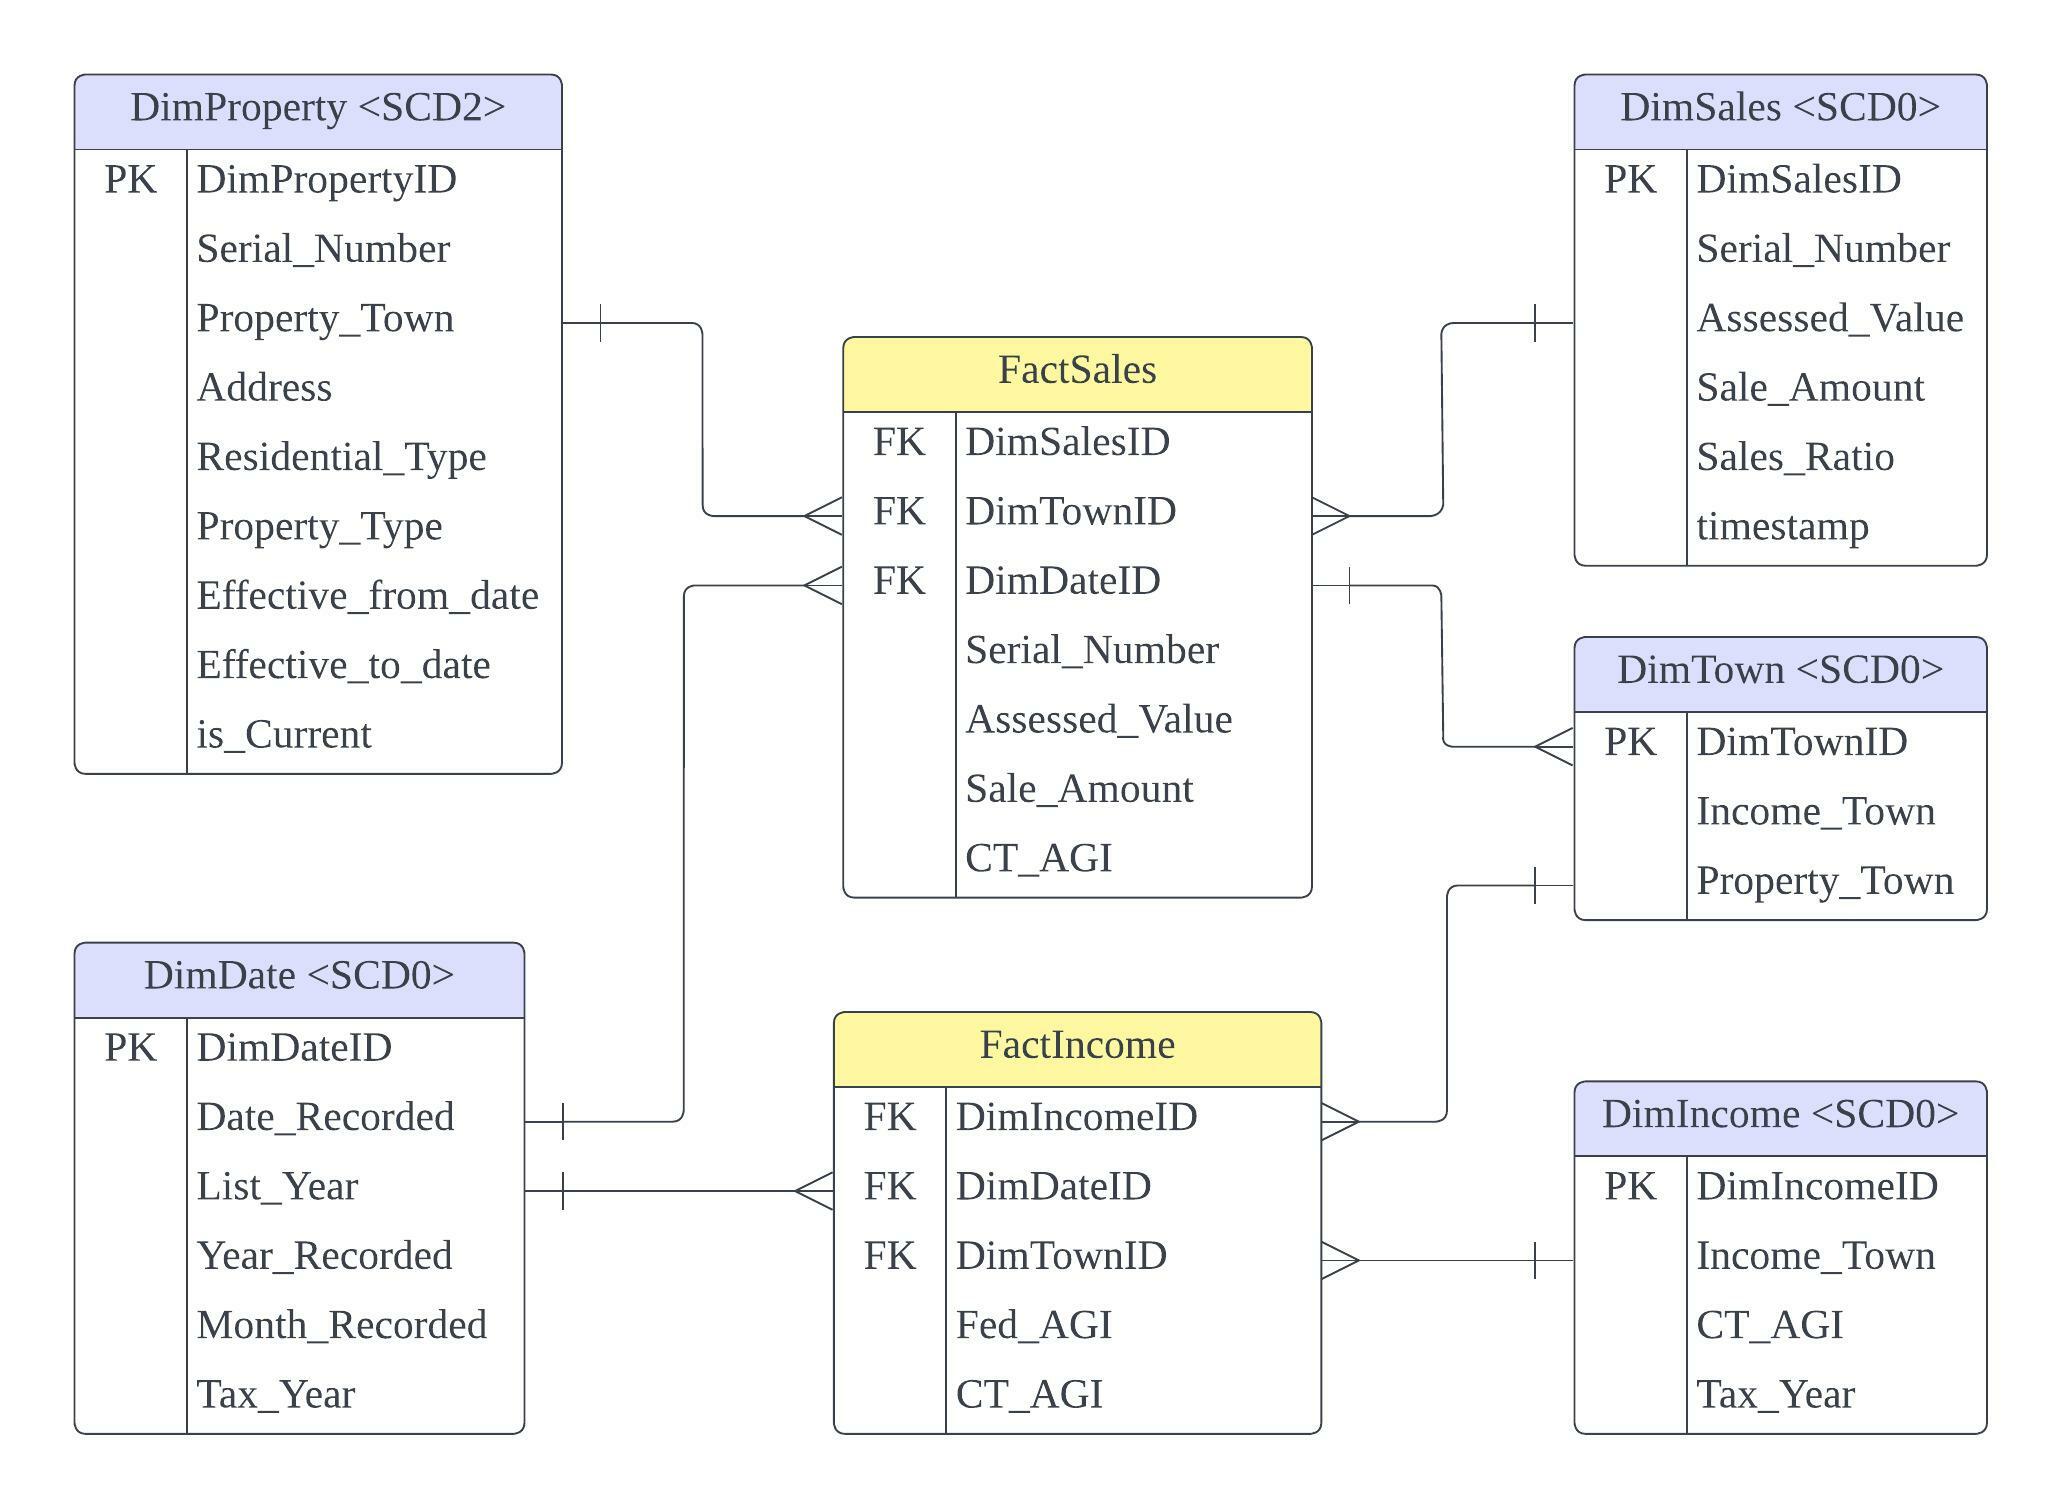 DimProperty <SCD2>
PK DimPropertyID
Serial_Number
Property_Town
Address
Residential_Type
Property_Type
Effective_from_date
Effective_to_date
is_Current
FactSales
FK DimSalesID
FK DimTownID
FK DimDateID
Serial_Number
Assessed_Value
Sale_Amount
CT_AGI
DimSales <SCD0>
PK DimSalesID
Serial_Number
Assessed_Value
Sale_Amount
Sales_Ratio
timestamp
DimTown <SCD0>
PK DimTownID
Income_Town
Property_Town
DimDate <SCD0>
PK DimDateID
Date_Recorded
List_Year
Year_Recorded
Month_Recorded
Tax_Year
FactIncome
FK DimIncomeID
FK DimDateID
FK DimTownID
Fed_AGI
CT_AGI
DimIncome <SCD0>
PK DimIncomeID
Income_Town
CT_AGI
Tax_Year